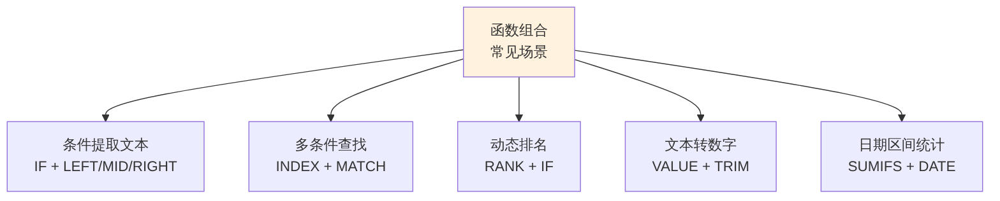 函数组合
常见场景
条件提取文本
IF + LEFT/MID/RIGHT
多条件查找
INDEX + MATCH
动态排名
RANK + IF
文本转数字
VALUE + TRIM
日期区间统计
SUMIFS + DATE